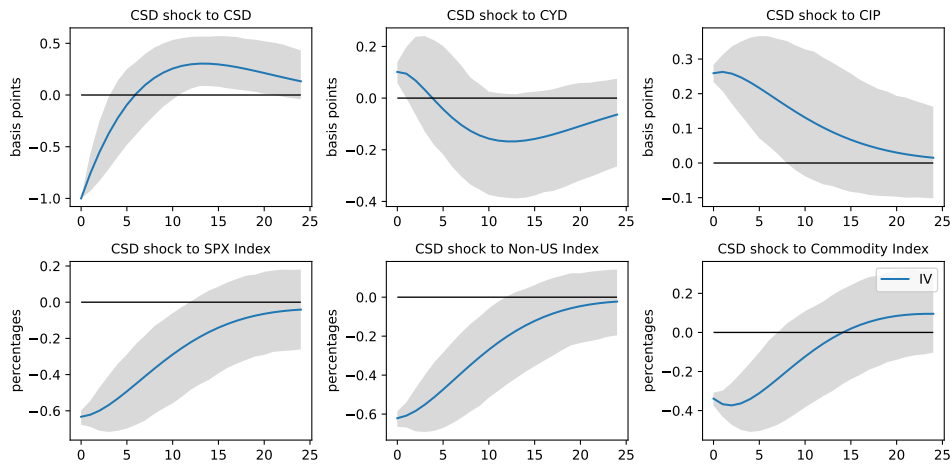 CSD shock to CSD
CSD shock to CYD
CSD shock to CIP
basis points
0.5
0.0
−0.5
−1.0
0 5 10 15 20 25
basis points
0.2
0.0
−0.2
−0.4
0 5 10 15 20 25
basis points
0.3
0.2
0.1
0.0
−0.1
0 5 10 15 20 25
CSD shock to SPX Index
CSD shock to Non-US Index
CSD shock to Commodity Index
percentages
0.2
0.0
−0.2
−0.4
−0.6
0 5 10 15 20 25
percentages
0.0
−0.2
−0.4
−0.6
0 5 10 15 20 25
percentages
0.2
0.0
−0.2
−0.4
0 5 10 15 20 25
IV